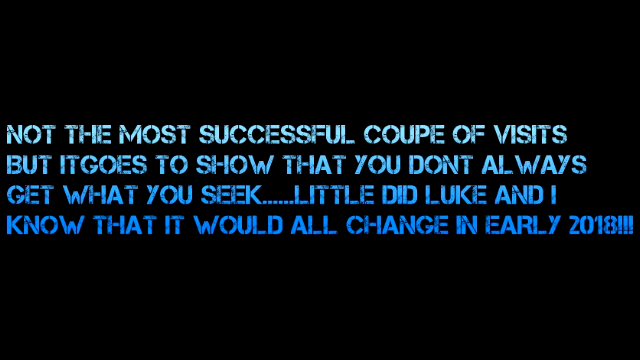 NOT THE MOST SUCCESSFUL COUPE OF VISITS
BUT ITGOES TO SHOW THAT YOU DONT ALWAYS
GET WHAT YOU SEEK......LITTLE DID LUKE AND I
KNOW THAT IT WOULD ALL CHANGE IN EARLY 2018!!!